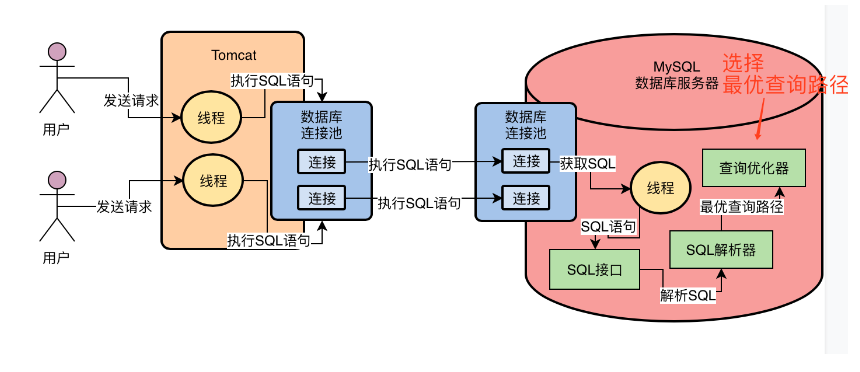 Tomcat
执行SQL语句
发送请求
线程
用户
数据库
连接池
连接
连接
线程
发送请求
执行SQL语句
用户
执行SQL语句
执行SQL语句
MySQL
数据库服务器
选择
最优查询路径
数据库
连接池
连接
连接
获取SQL
线程
查询优化器
最优查询路径
SQL语句
SQL解析器
SQL接口
解析SQL